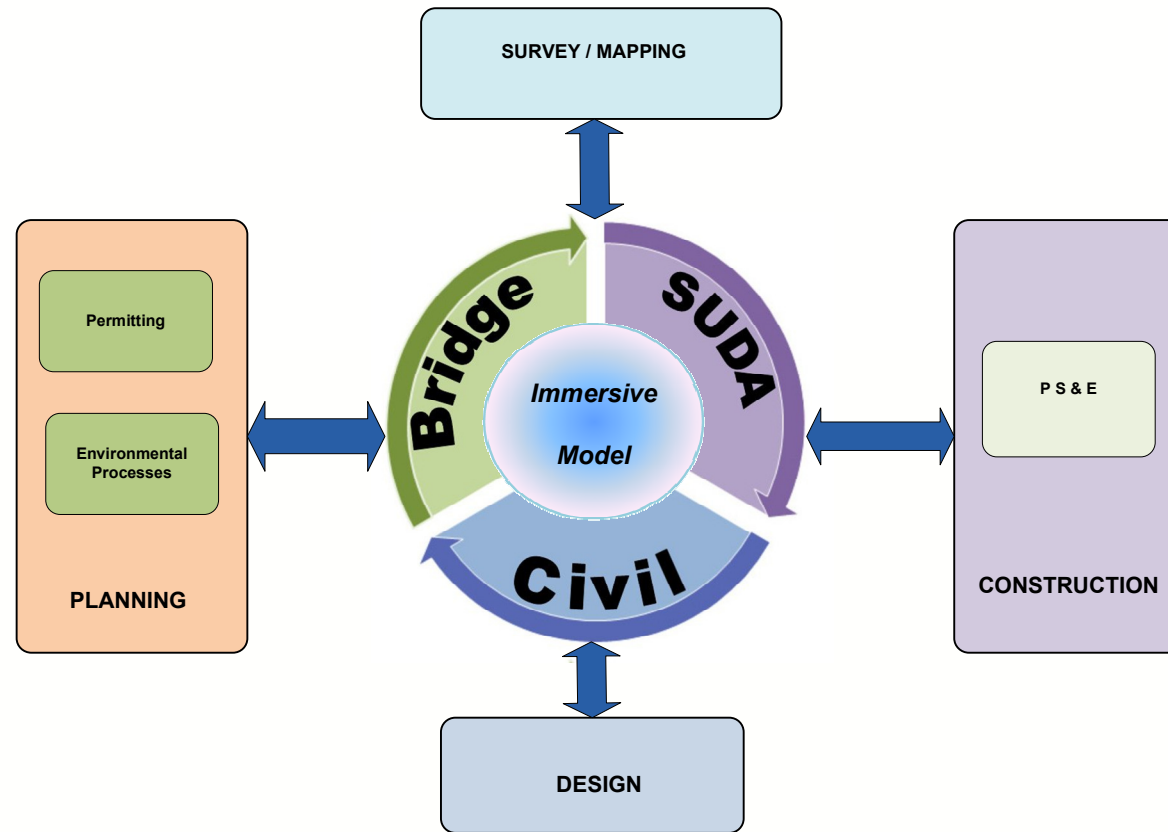 SURVEY / MAPPING
Permitting
Environmental
Processes
PLANNING
Bridge
SUDA
Civil
Immersive
Model
P S & E
CONSTRUCTION
DESIGN